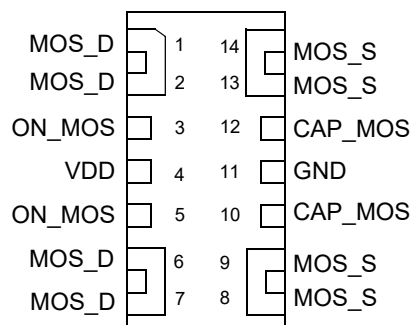 MOS_D 1 14 MOS_S
MOS_D 2 13 MOS_S
ON_MOS 3 12 CAP_MOS
VDD 4 11 GND
ON_MOS 5 10 CAP_MOS
MOS_D 6 9 MOS_S
MOS_D 7 8 MOS_S